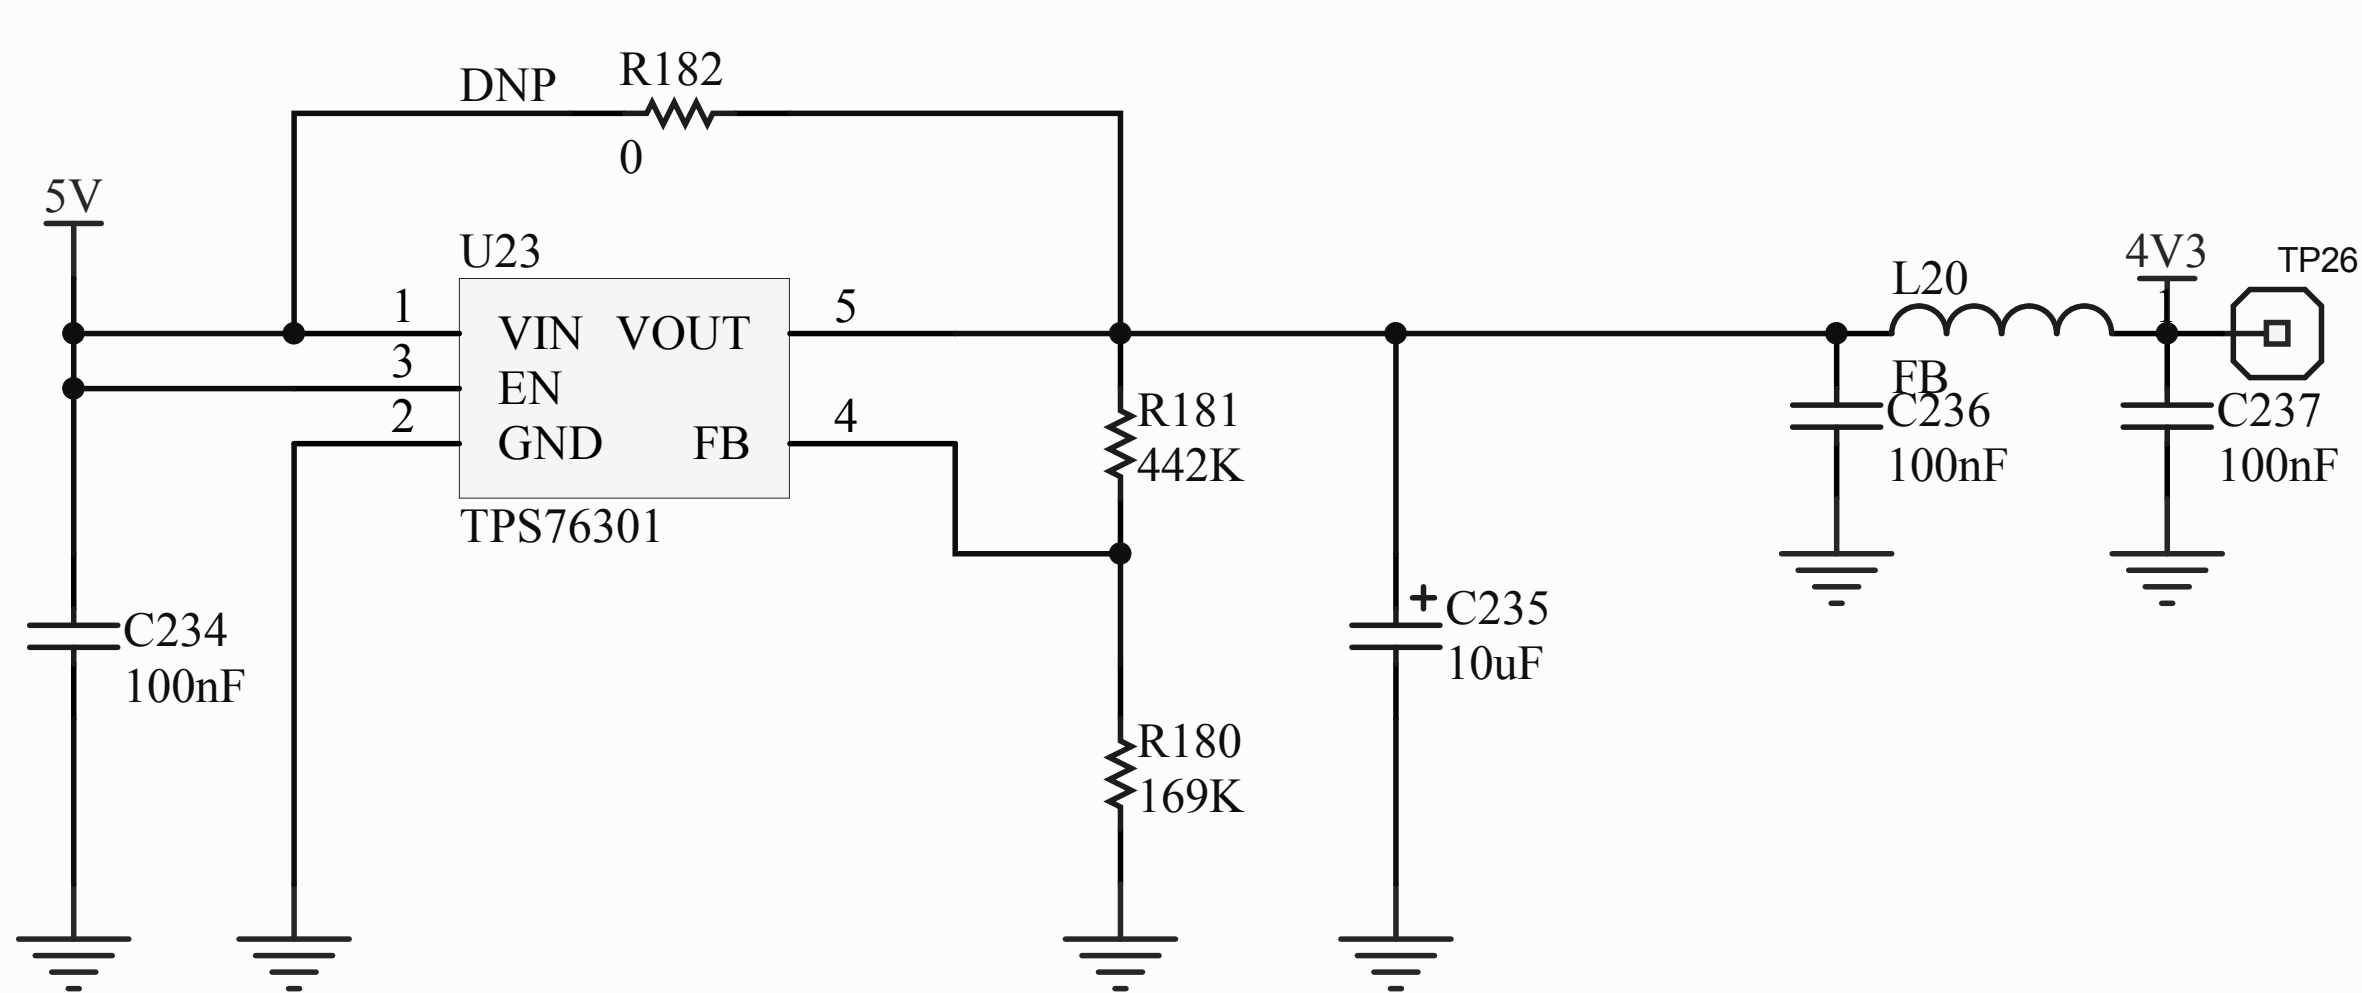 DNP
R182
0
5V
U23
1
VIN
VOUT
5
3
EN
2
GND
FB
4
TPS76301
R181
442K
R180
169K
C234
100nF
+
C235
10uF
L20
FB
C236
100nF
4V3
1
TP26
C237
100nF